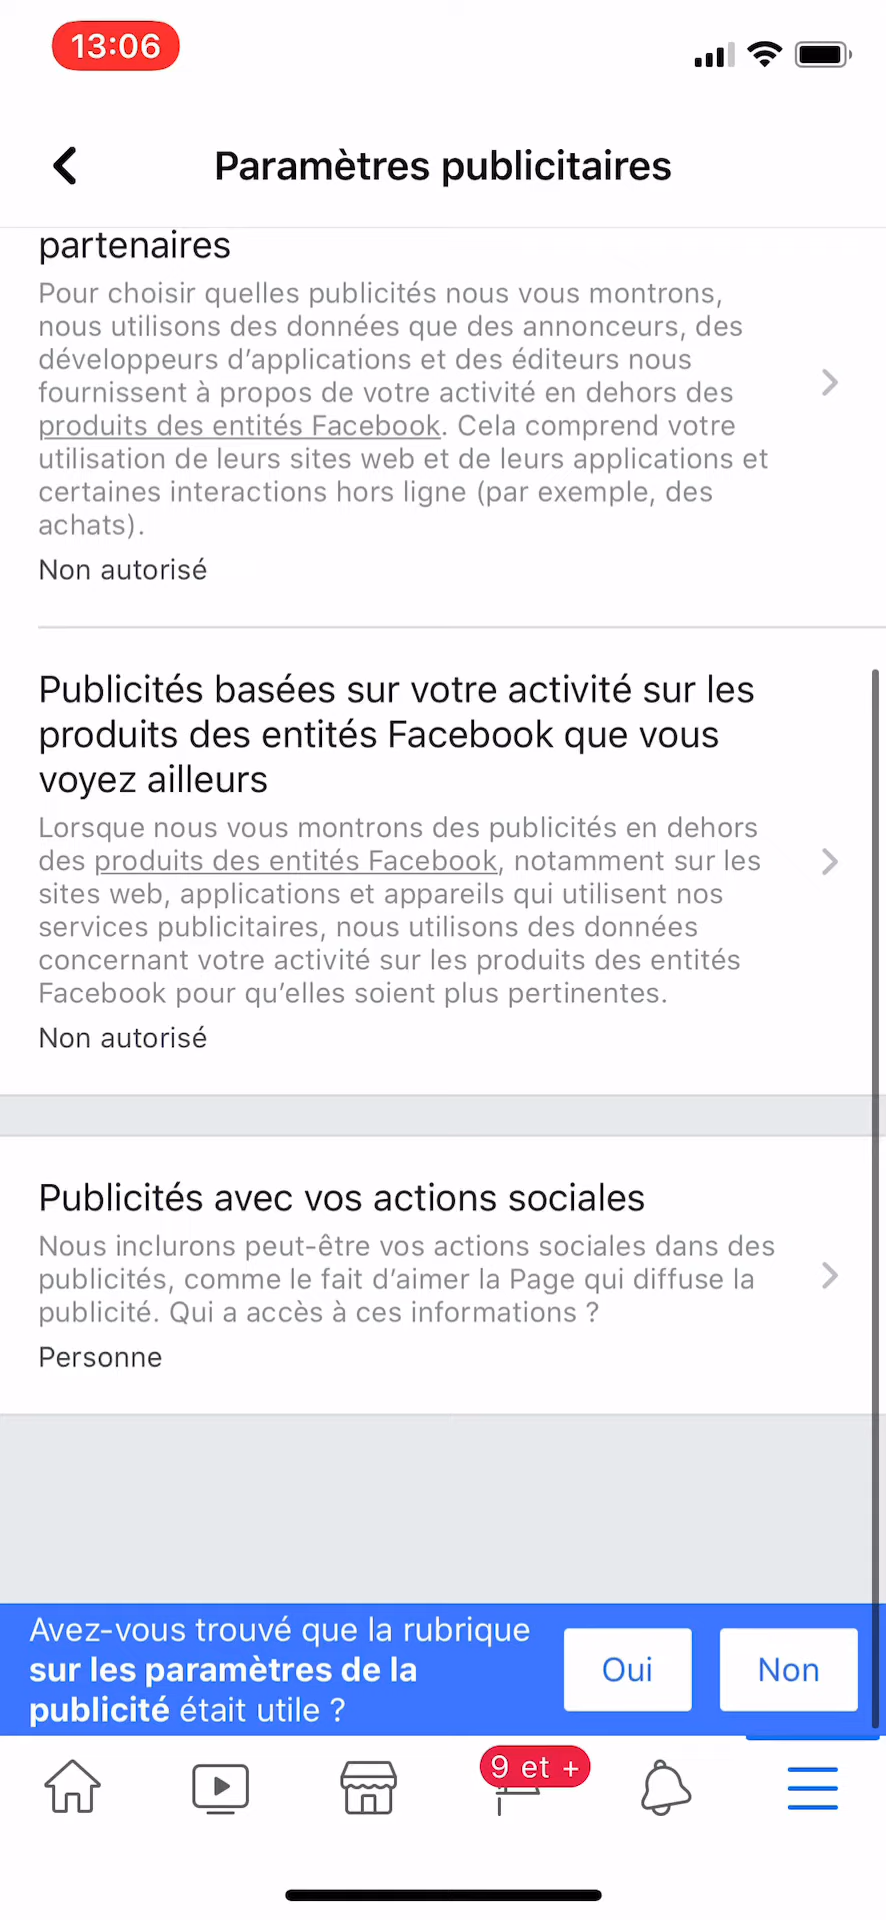 13:06
Paramètres publicitaires
partenaires
Pour choisir quelles publicités nous vous montrons,
nous utilisons des données que des annonceurs, des
développeurs d’applications et des éditeurs nous
fournissent à propos de votre activité en dehors des
produits des entités Facebook. Cela comprend votre
utilisation de leurs sites web et de leurs applications et
certaines interactions hors ligne (par exemple, des
achats).
Non autorisé
Publicités basées sur votre activité sur les
produits des entités Facebook que vous
voyez ailleurs
Lorsque nous vous montrons des publicités en dehors
des produits des entités Facebook, notamment sur les
sites web, applications et appareils qui utilisent nos
services publicitaires, nous utilisons des données
concernant votre activité sur les produits des entités
Facebook pour qu’elles soient plus pertinentes.
Non autorisé
Publicités avec vos actions sociales
Nous inclurons peut-être vos actions sociales dans des
publicités, comme le fait d’aimer la Page qui diffuse la
publicité. Qui a accès à ces informations ?
Personne
Avez-vous trouvé que la rubrique
sur les paramètres de la
publicité était utile ?
Oui
Non
9 et +